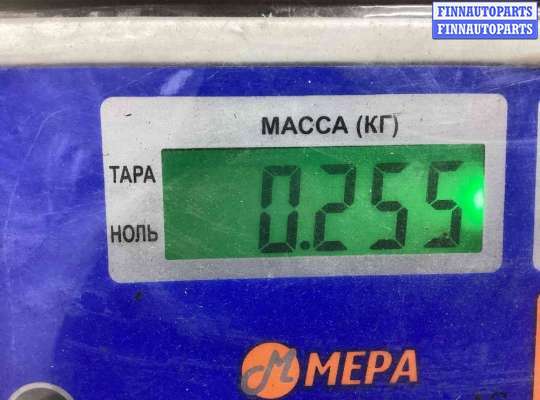 FINNAUTOPARTS
FINNAUTOPARTS
МАССА (КГ)
ТАРА
0.255
НОЛЬ
МЕРА